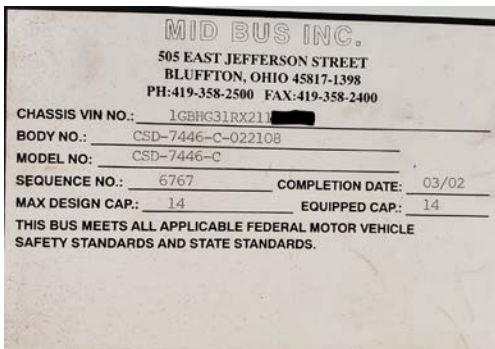 MID BUS INC.
505 EAST JEFFERSON STREET
BLUFFTON, OHIO 45817-1398
PH:419-358-2500 FAX:419-358-2400
CHASSIS VIN NO.: 1GBHG31RX211
BODY NO.: CSD-7446-C-022108
MODEL NO: CSD-7446-C
SEQUENCE NO.: 6767 COMPLETION DATE: 03/02
MAX DESIGN CAP.: 14 EQUIPPED CAP.: 14
THIS BUS MEETS ALL APPLICABLE FEDERAL MOTOR VEHICLE
SAFETY STANDARDS AND STATE STANDARDS.